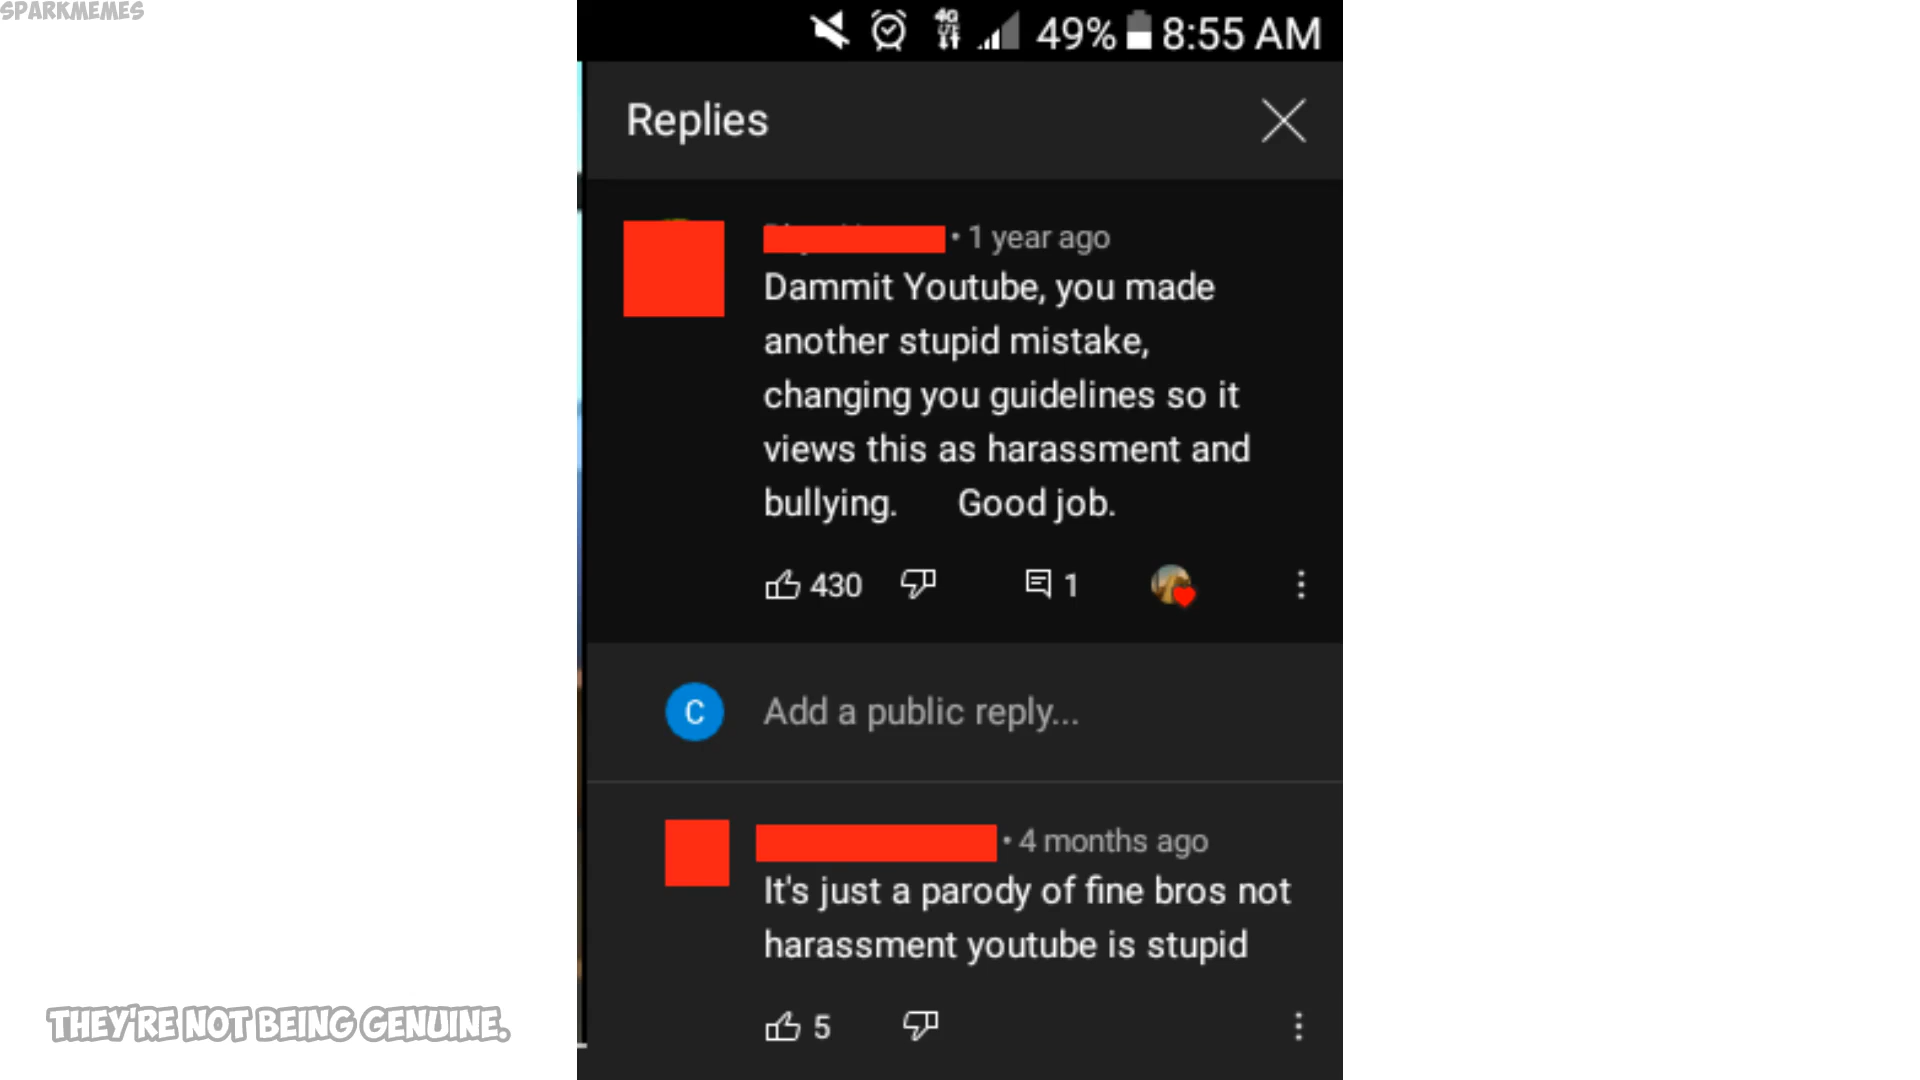 SPARKMEMES
4G LTE 49% 8:55 AM
Replies
• 1 year ago
Dammit Youtube, you made
another stupid mistake,
changing you guidelines so it
views this as harassment and
bullying. Good job.
430 1
C Add a public reply...
• 4 months ago
It's just a parody of fine bros not
harassment youtube is stupid
5
THEY'RE NOT BEING GENUINE.